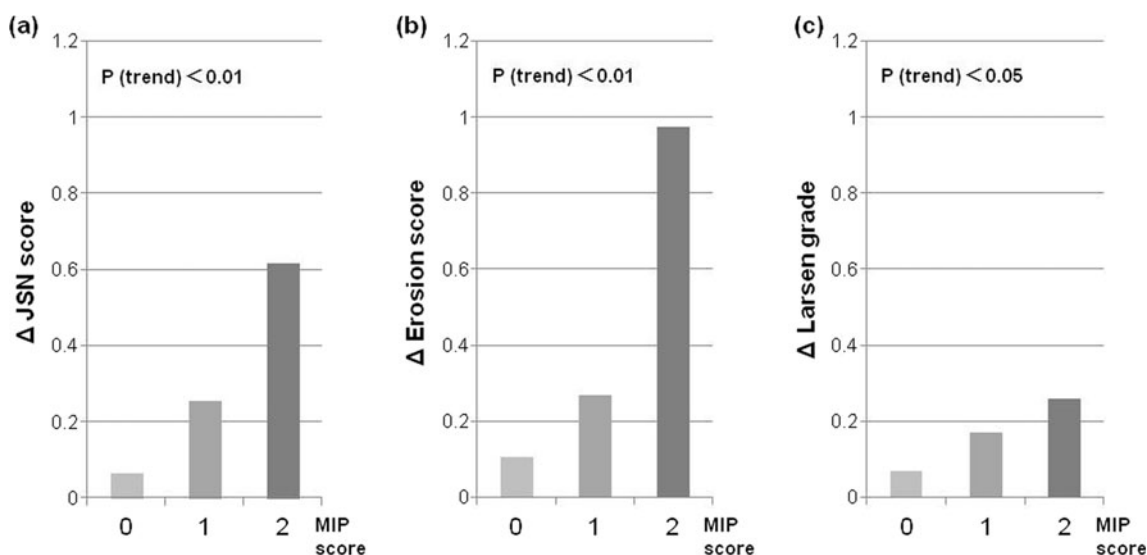 (a)
1.2
P (trend) ＜0.01
1
0.8
0.6
0.4
0.2
0
Δ JSN score
0 1 2 MIP score
(b)
1.2
P (trend) ＜0.01
1
0.8
0.6
0.4
0.2
0
Δ Erosion score
0 1 2 MIP score
(c)
1.2
P (trend) ＜0.05
1
0.8
0.6
0.4
0.2
0
Δ Larsen grade
0 1 2 MIP score